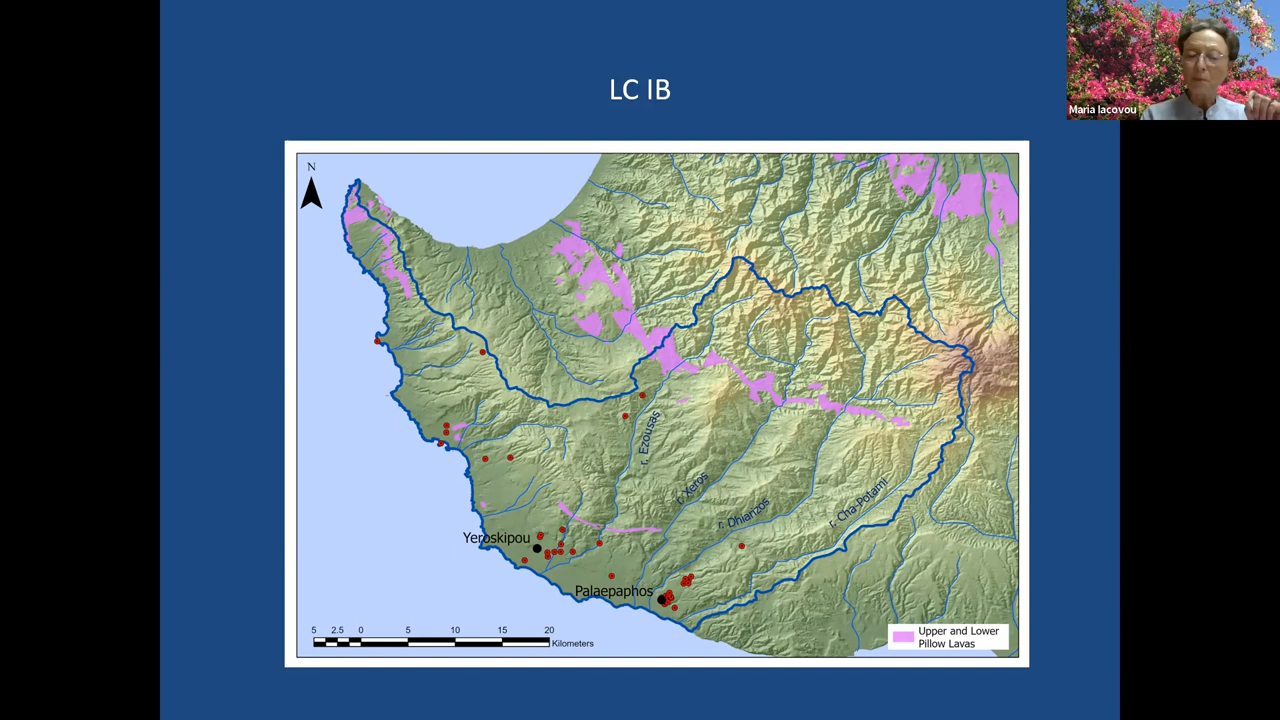 LC IB
Maria Iacovou
N
r. Ezousas
r. Xeros
r. Dhianzos
r. Cha-Potami
Yeroskipou
Palaepaphos
5 2.5 0 5 10 15 20
Kilometers
Upper and Lower
Pillow Lavas